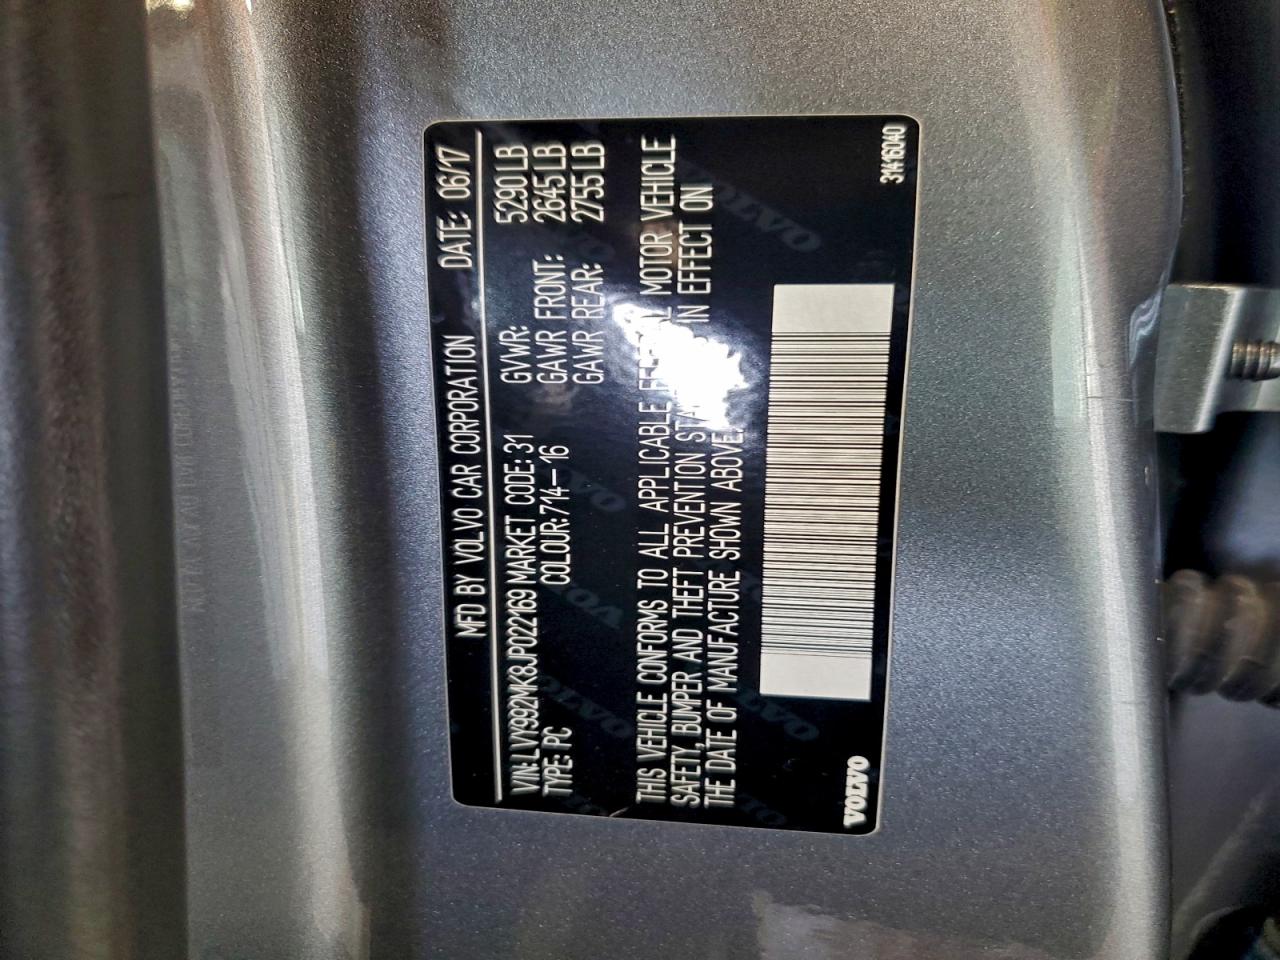 MFD BY VOLVO CAR CORPORATION DATE: 06/17
VIN: LVY992MK8JP022169 MARKET CODE: 31 GVWR: 5290 LB
TYPE: PC COLOUR: 714-16 GAWR FRONT: 2645 LB
GAWR REAR: 2755 LB
THIS VEHICLE CONFORMS TO ALL APPLICABLE MOTOR VEHICLE
SAFETY, BUMPER AND THEFT PREVENTION IN EFFECT ON
THE DATE OF MANUFACTURE SHOWN ABOVE.
VOLVO 31416040